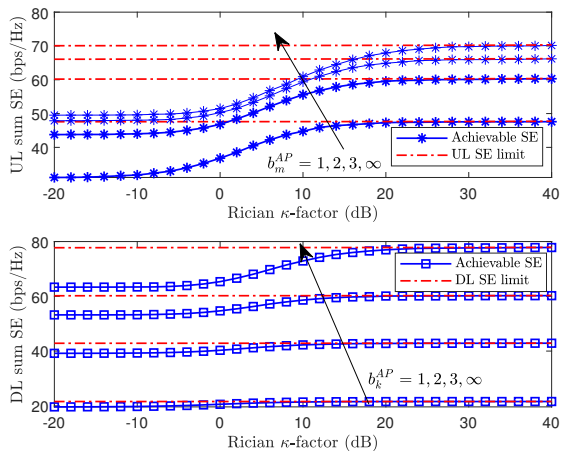 UL sum SE (bps/Hz)
80
70
60
50
40
-20 -10 0 10 20 30 40
Rician κ-factor (dB)
Achievable SE
UL SE limit
b_m^{AP} = 1, 2, 3, ∞
DL sum SE (bps/Hz)
80
60
40
20
-20 -10 0 10 20 30 40
Rician κ-factor (dB)
Achievable SE
DL SE limit
b_k^{AP} = 1, 2, 3, ∞